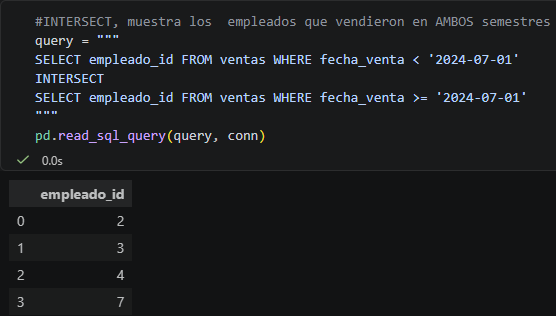 #INTERSECT, muestra los  empleados que vendieron en AMBOS semestres
query = """
SELECT empleado_id FROM ventas WHERE fecha_venta < '2024-07-01'
INTERSECT
SELECT empleado_id FROM ventas WHERE fecha_venta >= '2024-07-01'
"""
pd.read_sql_query(query, conn)
0.0s
empleado_id
0 2
1 3
2 4
3 7